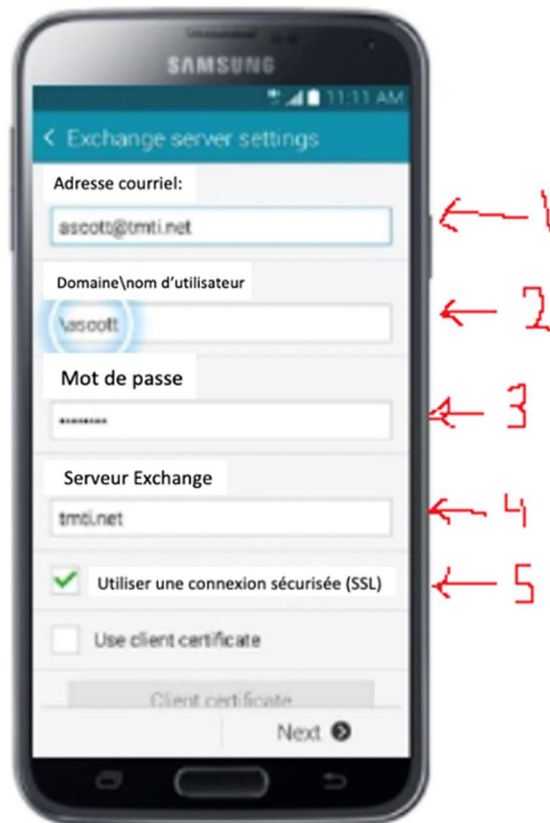 SAMSUNG
11:11 AM
Exchange server settings
Adresse courriel:
ascott@tmti.net
1
Domaine\nom d'utilisateur
\ascott
2
Mot de passe
••••••••
3
Serveur Exchange
tmti.net
4
Utiliser une connexion sécurisée (SSL)
5
Use client certificate
Client certificate
Next